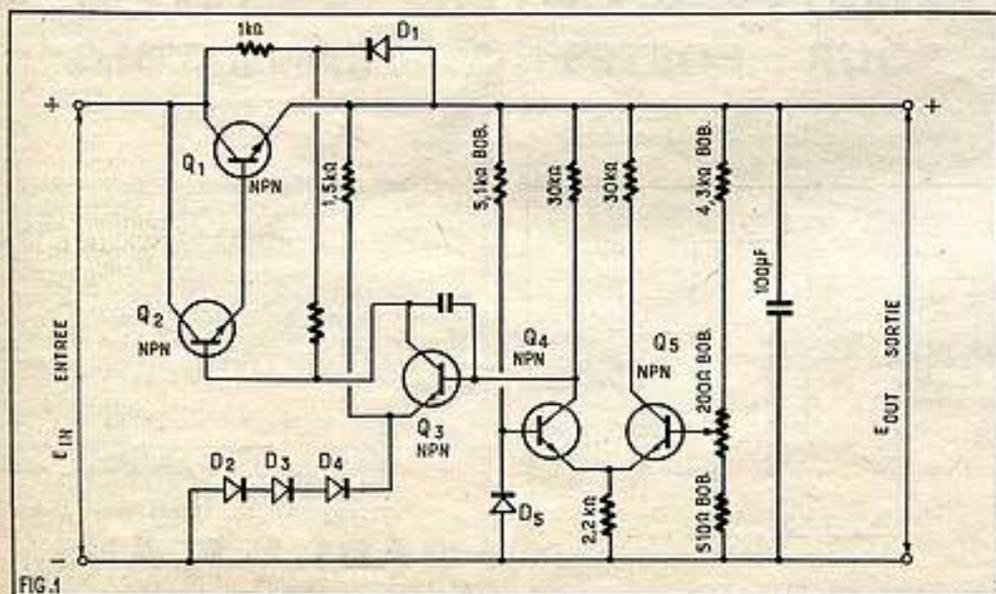 1kΩ
D1
+
+
Q1
NPN
1,5kΩ
5,1kΩ BOB.
30kΩ
30kΩ
4,3kΩ BOB.
100µF
Q2
NPN
Q3
NPN
Q4
NPN
Q5
NPN
200Ω BOB.
EIN ENTRÉE
EOUT SORTIE
D2 D3 D4
D5
2,2kΩ
510Ω BOB.
-
FIG.1